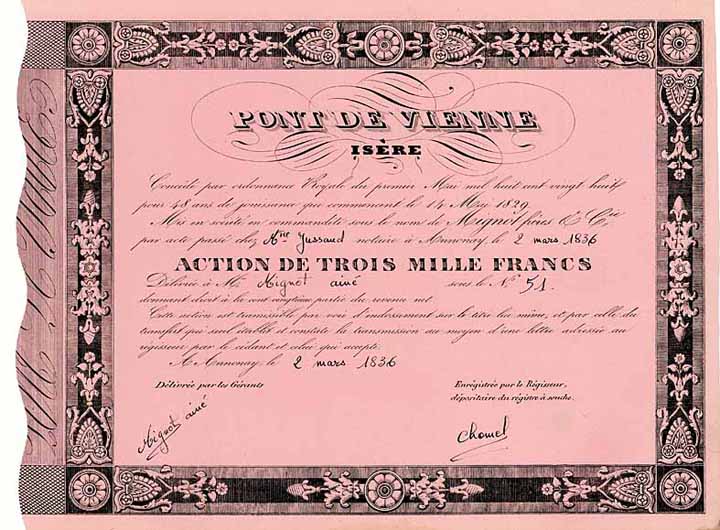 PONT DE VIENNE
ISÈRE
Concédé par ordonnance Royale du premier Mai mil huit cent vingt huit,
pour 48 ans de jouissance que commencent le 14 Mai 1829.
Mis en société en commandite sous le nom de Mignot frères & Cie,
par acte passé chez Mtre Jussaud notaire à Annonay, le 2 mars 1836
ACTION DE TROIS MILLE FRANCS
Délivrée à Mr. Mignot ainé sous le No. 51.
donnant droit à la cent vingtième partie du revenu net.
Cette action est transmissible par voie d'endossement sur le titre lui même, et par celle du
transfert qui seul établit et constate la transmission au moyen d'une lettre adressée au
régisseur par le cédant et celui qui accepte.
A Annonay, le 2 mars 1836
Délivrée par les Gérants
Enregistrée par le Régisseur,
dépositaire du régistre à souche.
Mignot ainé
Chomel